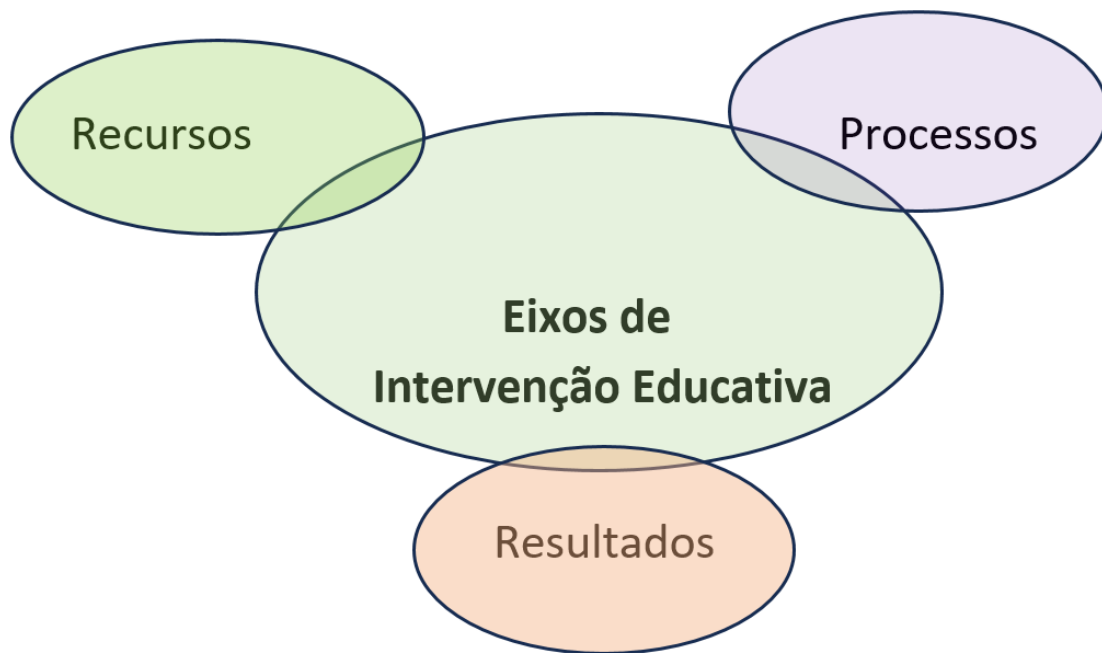 Recursos
Processos
Eixos de
Intervenção Educativa
Resultados